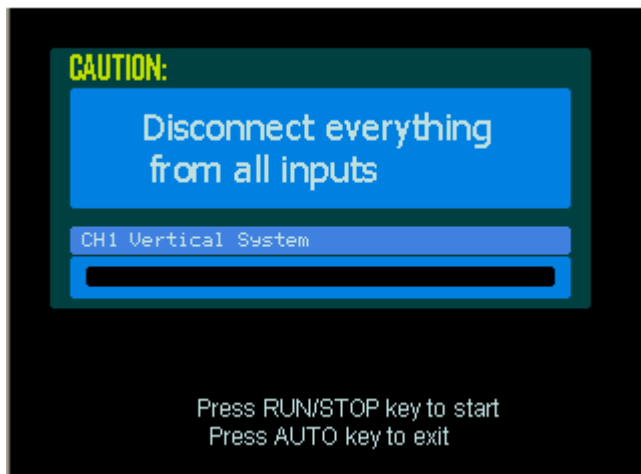 CAUTION:
Disconnect everything
from all inputs
CH1 Vertical System
Press RUN/STOP key to start
Press AUTO key to exit